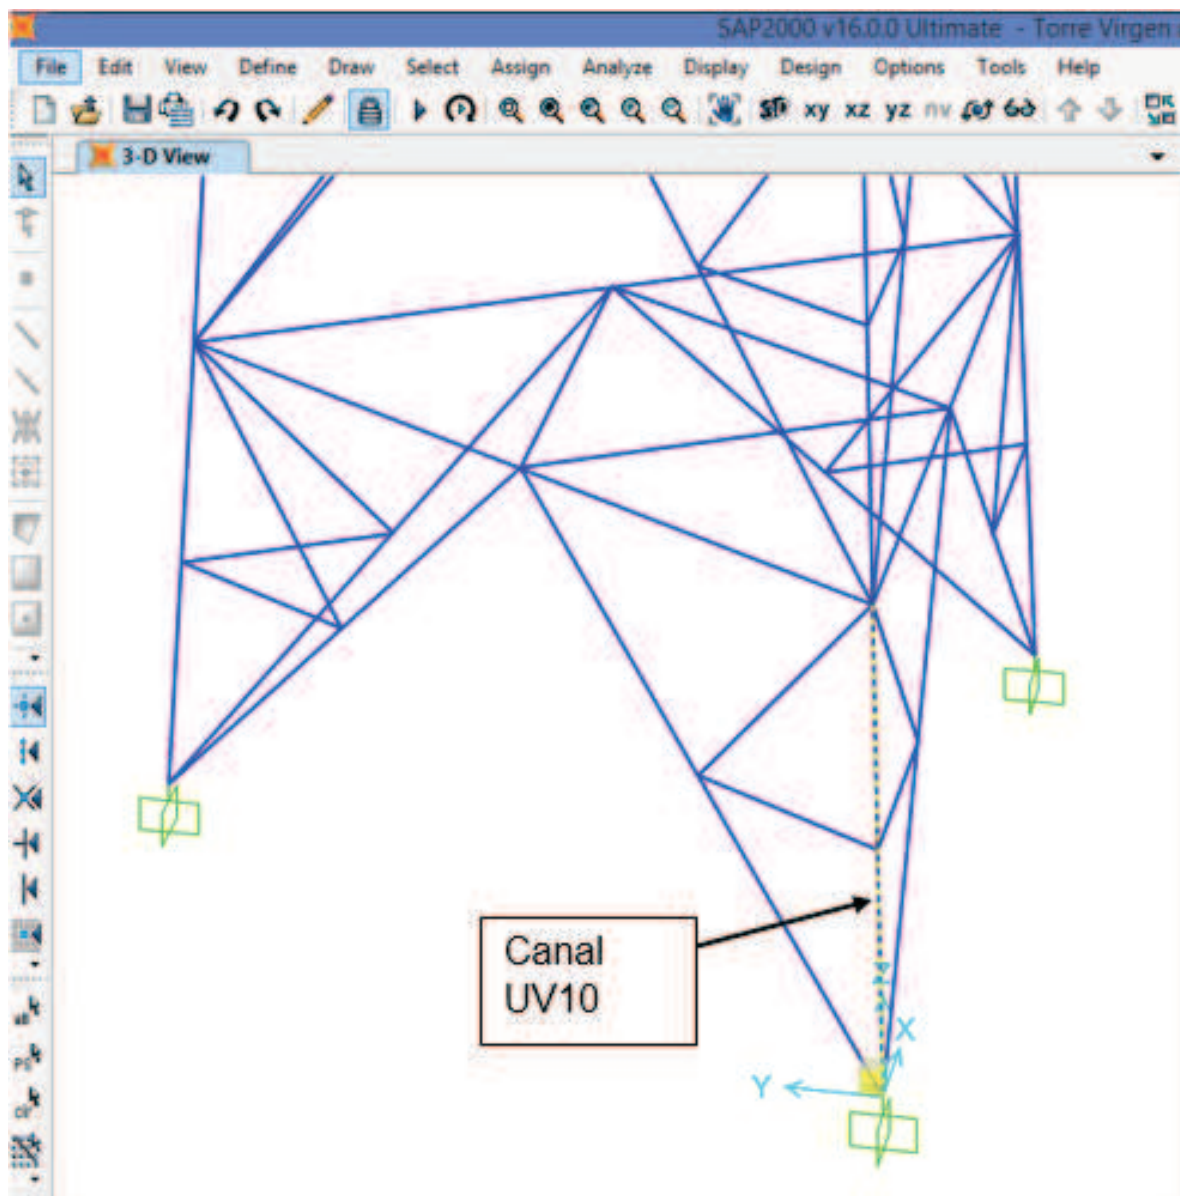 SAP2000 v16.0.0 Ultimate - Torre Virgen
File Edit View Define Draw Select Assign Analyze Display Design Options Tools Help
xy xz yz nv
3-D View
Canal
UV10
Z
X
Y